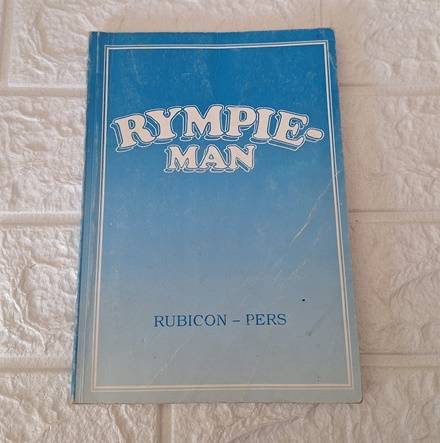 RYMPIE-
MAN
RUBICON – PERS